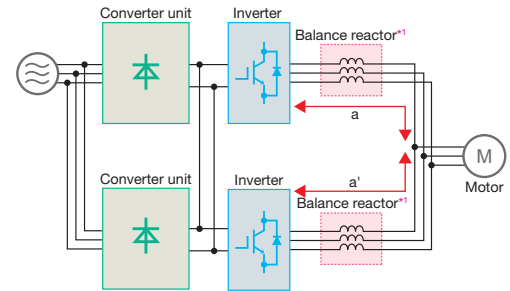 Converter unit
Inverter
Balance reactor*1
a
M
Motor
a'
Converter unit
Inverter
Balance reactor*1